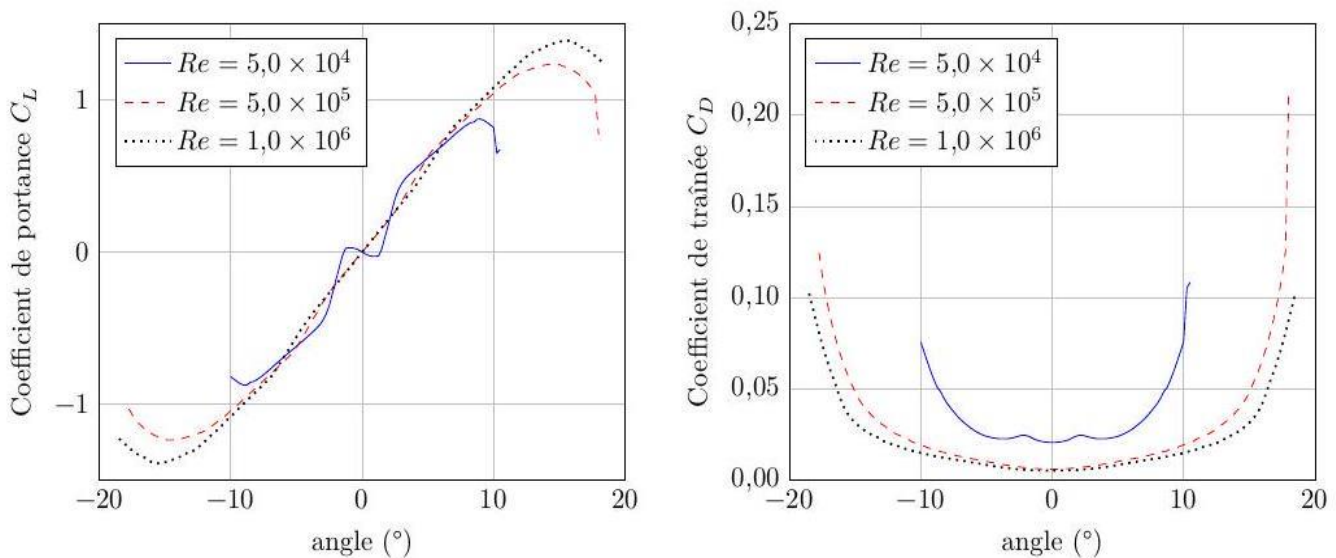 Coefficient de portance C_L
1
0
−1
Re = 5,0 × 10^4
Re = 5,0 × 10^5
Re = 1,0 × 10^6
−20 −10 0 10 20
angle (°)
Coefficient de traînée C_D
0,25
0,20
0,15
0,10
0,05
0,00
Re = 5,0 × 10^4
Re = 5,0 × 10^5
Re = 1,0 × 10^6
−20 −10 0 10 20
angle (°)